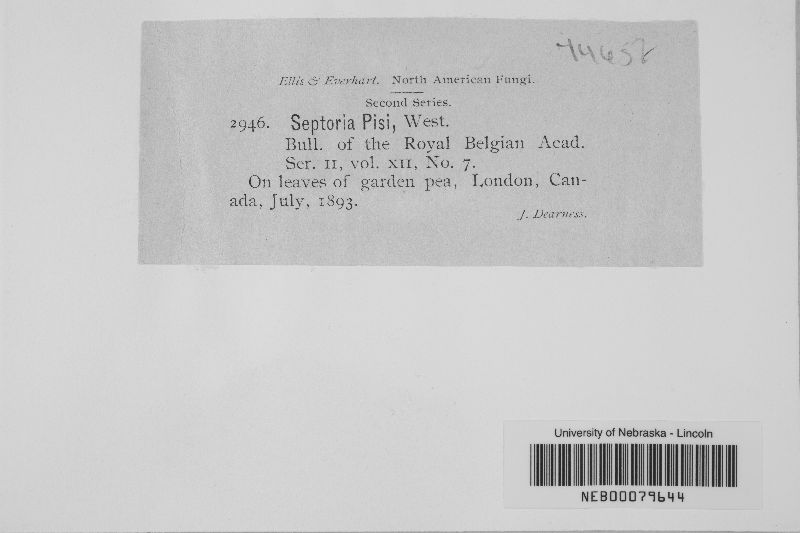 74658
Ellis & Everhart. North American Fungi.
Second Series.
2946. Septoria Pisi, West.
Bull. of the Royal Belgian Acad.
Ser. II, vol. XII, No. 7.
On leaves of garden pea, London, Can-
ada, July, 1893.
J. Dearness.
University of Nebraska - Lincoln
NEB00079644